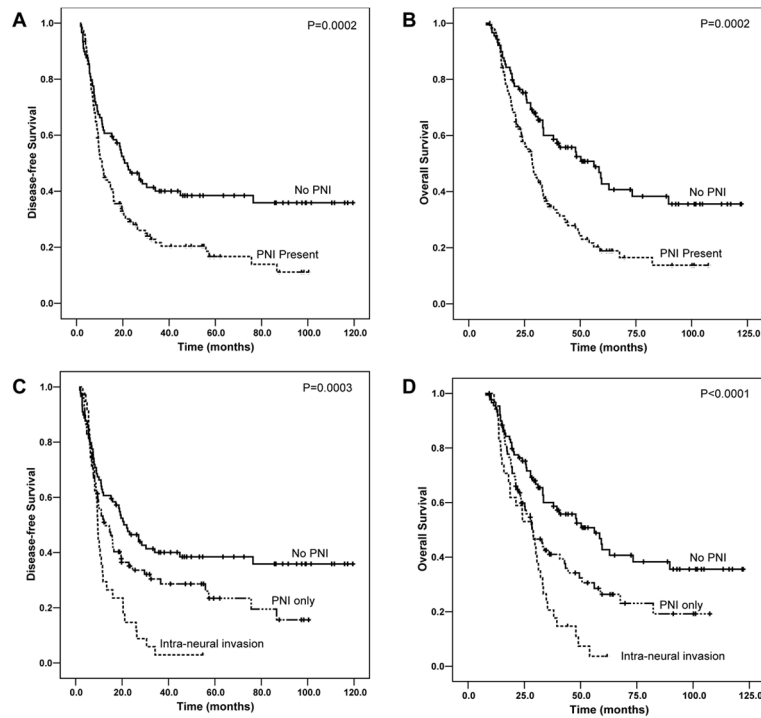 A
P=0.0002
1.0
0.8
0.6
0.4
0.2
0.0
Disease-free Survival
No PNI
PNI Present
0.0 20.0 40.0 60.0 80.0 100.0 120.0
Time (months)
B
P=0.0002
1.0
0.8
0.6
0.4
0.2
0.0
Overall Survival
No PNI
PNI Present
0.0 25.0 50.0 75.0 100.0 125.0
Time (months)
C
P=0.0003
1.0
0.8
0.6
0.4
0.2
0.0
Disease-free Survival
No PNI
PNI only
Intra-neural invasion
0.0 20.0 40.0 60.0 80.0 100.0 120.0
Time (months)
D
P<0.0001
1.0
0.8
0.6
0.4
0.2
0.0
Overall Survival
No PNI
PNI only
Intra-neural invasion
0.0 25.0 50.0 75.0 100.0 125.0
Time (months)